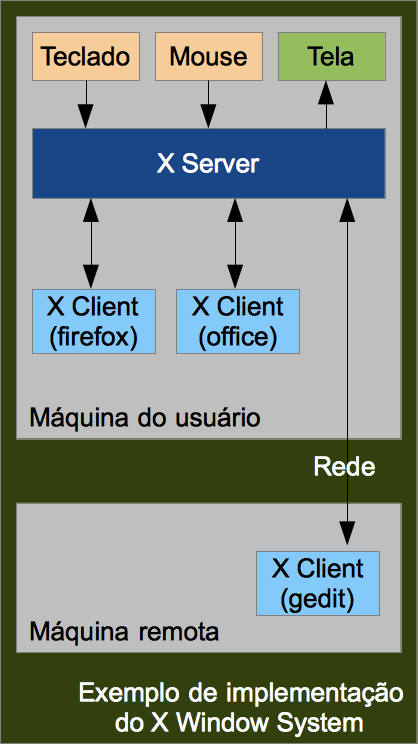 Teclado
Mouse
Tela
X Server
X Client
(firefox)
X Client
(office)
Máquina do usuário
Rede
X Client
(gedit)
Máquina remota
Exemplo de implementação
do X Window System